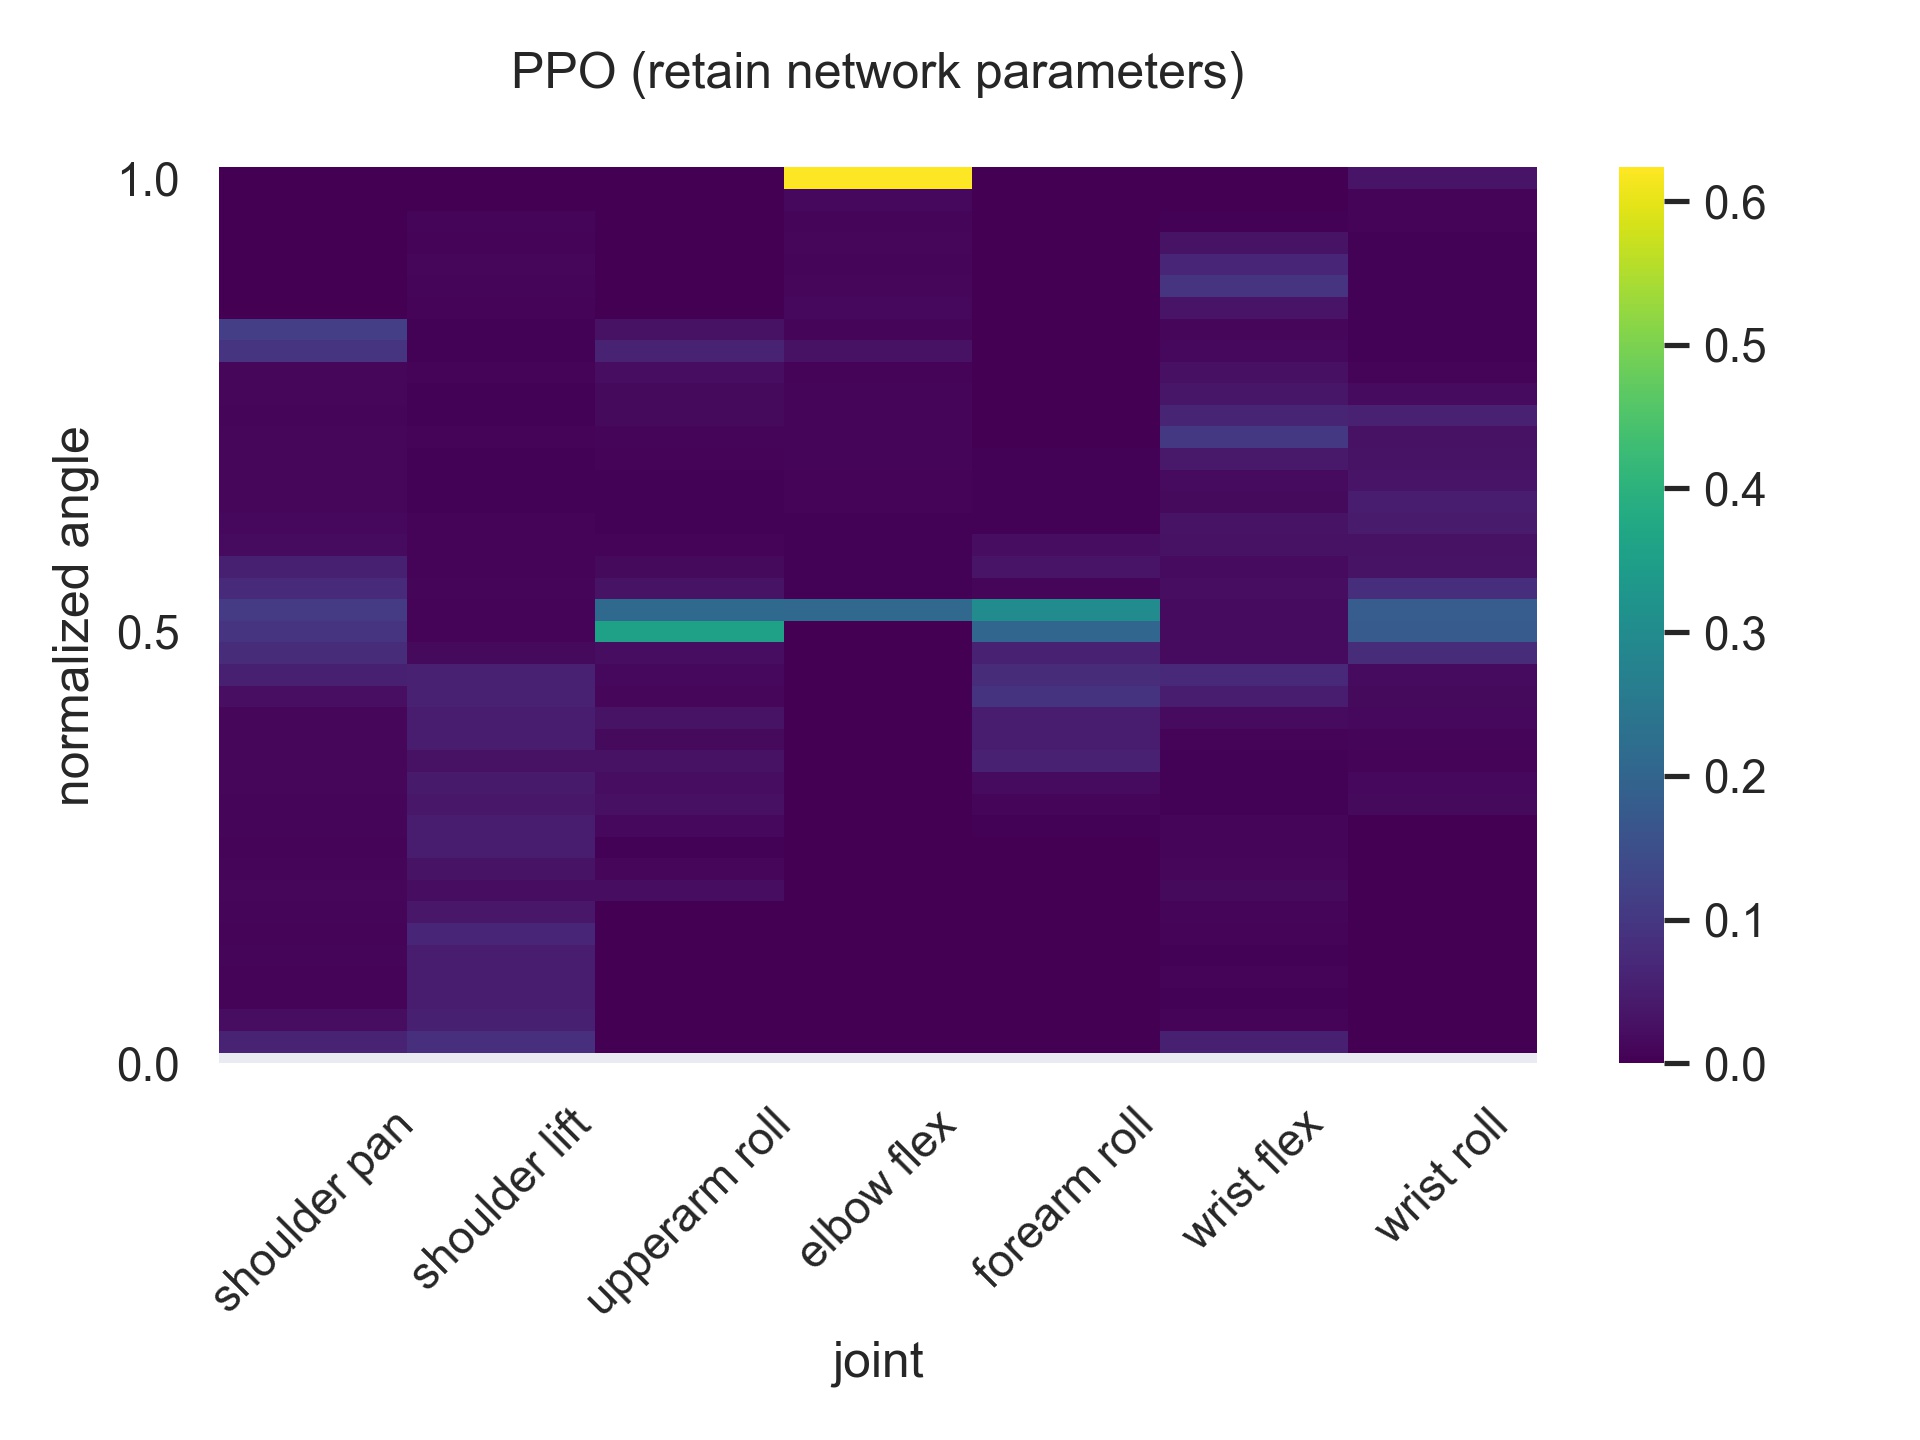 PPO (retain network parameters)
1.0
0.5
0.0
normalized angle
0.6
0.5
0.4
0.3
0.2
0.1
0.0
shoulder pan
shoulder lift
upperarm roll
elbow flex
forearm roll
wrist flex
wrist roll
joint